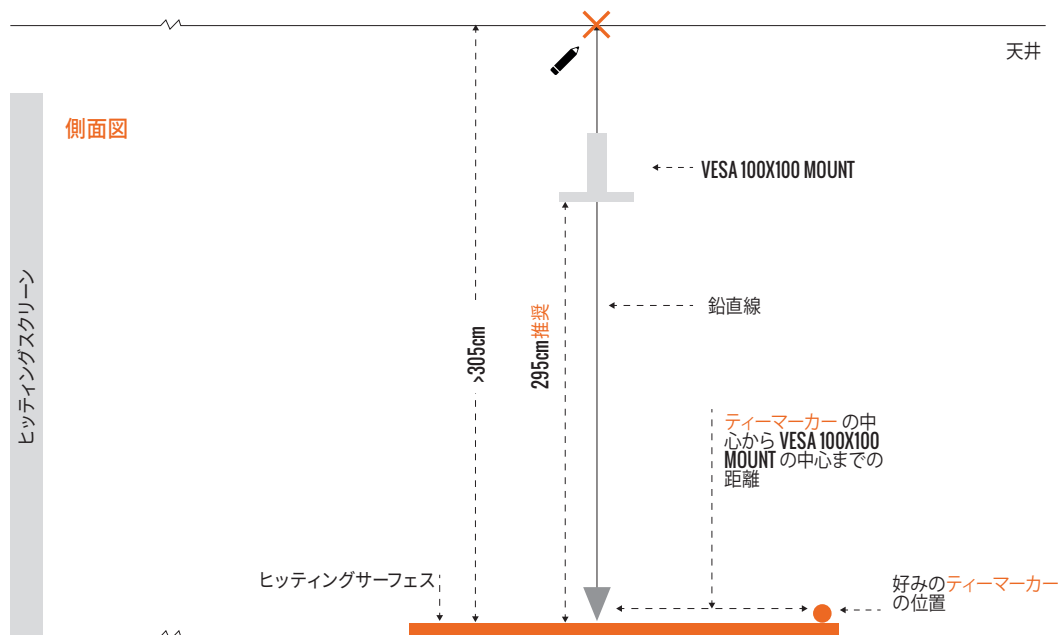 天井
側面図
VESA 100X100 MOUNT
ヒッティングスクリーン
鉛直線
>305cm
295cm推奨
ティーマーカー の中
心から VESA 100X100
MOUNT の中心までの
距離
ヒッティングサーフェス
好みのティーマーカー
の位置